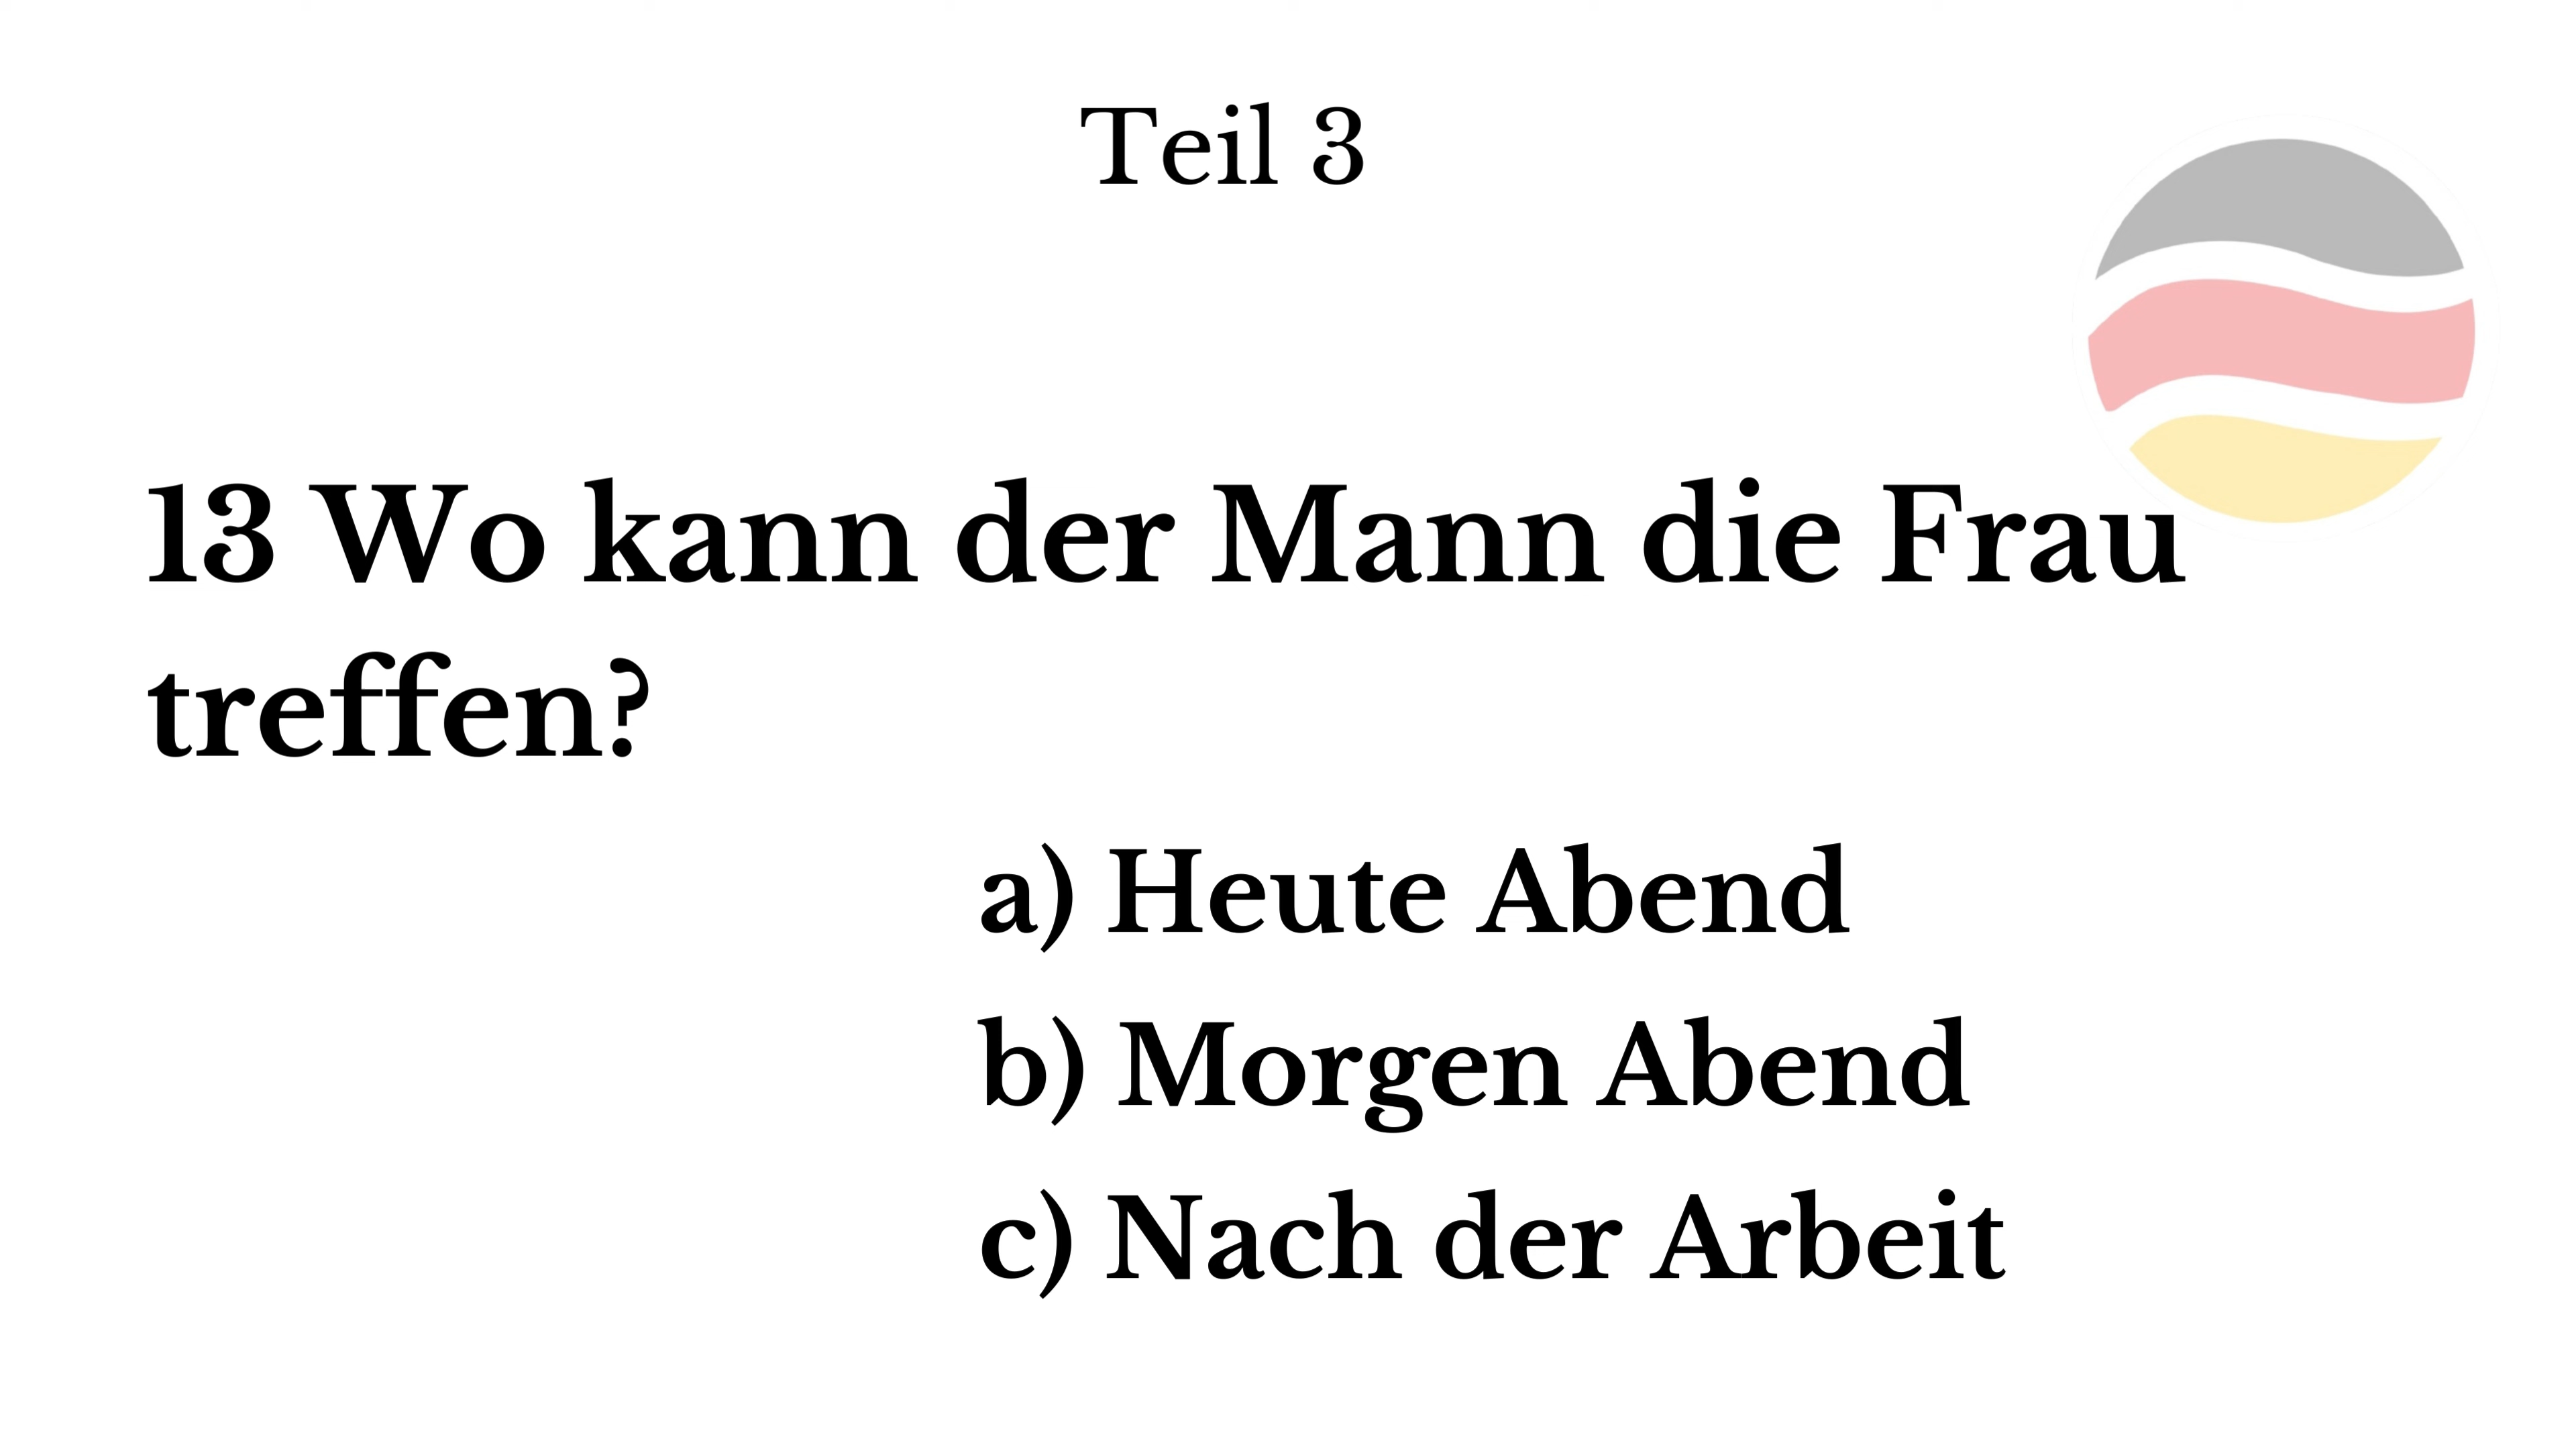 Teil 3
13 Wo kann der Mann die Frau
treffen?
a) Heute Abend
b) Morgen Abend
c) Nach der Arbeit